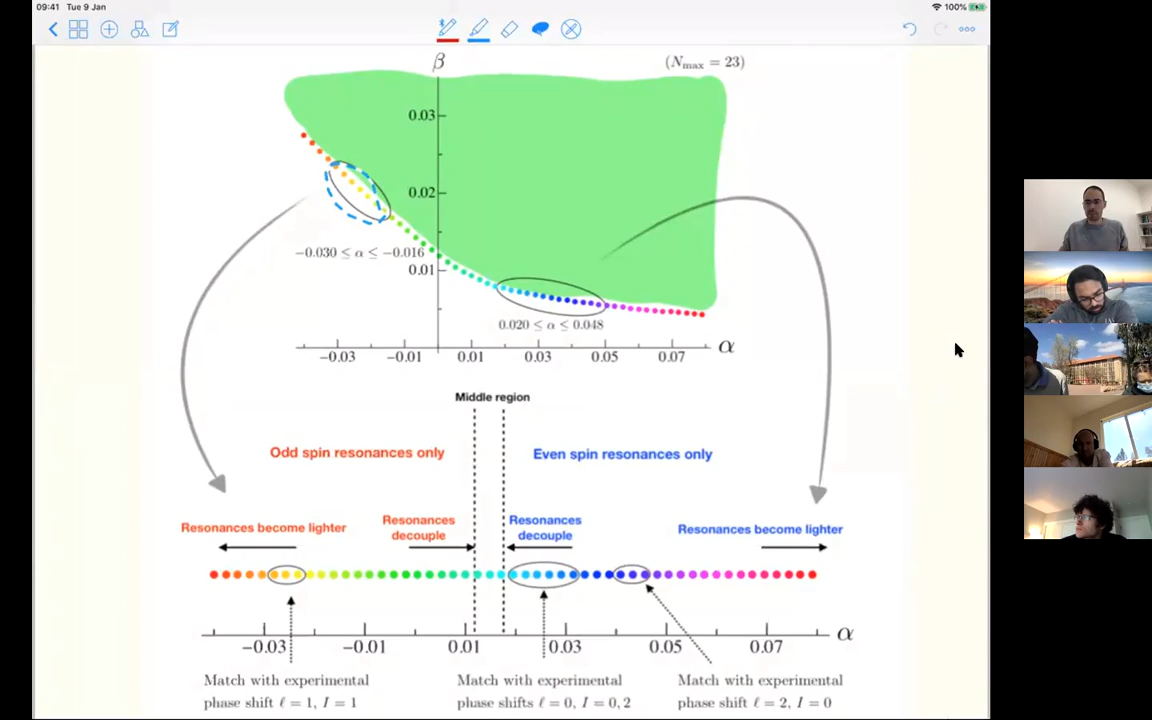 09:41 Tue 9 Jan
100%
β
(N_max = 23)
0.03
0.02
−0.030 ≤ α ≤ −0.016
0.01
0.020 ≤ α ≤ 0.048
−0.03 −0.01 0.01 0.03 0.05 0.07 α
Middle region
Odd spin resonances only
Even spin resonances only
Resonances become lighter
Resonances
decouple
Resonances
decouple
Resonances become lighter
−0.03 −0.01 0.01 0.03 0.05 0.07 α
Match with experimental
phase shift ℓ = 1, I = 1
Match with experimental
phase shifts ℓ = 0, I = 0, 2
Match with experimental
phase shift ℓ = 2, I = 0